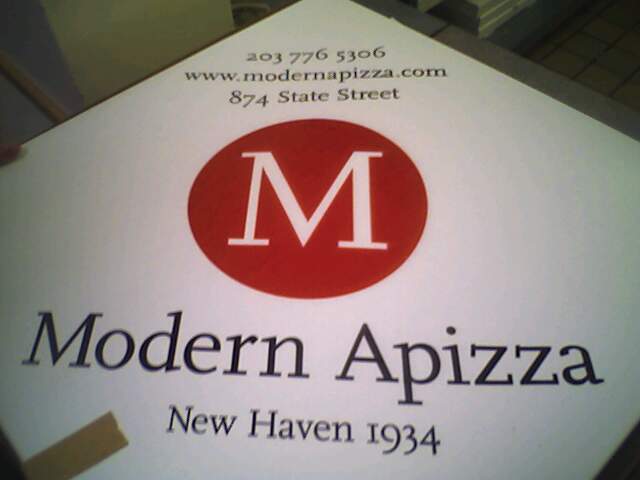 203 776 5306
www.modernapizza.com
874 State Street
M
Modern Apizza
New Haven 1934